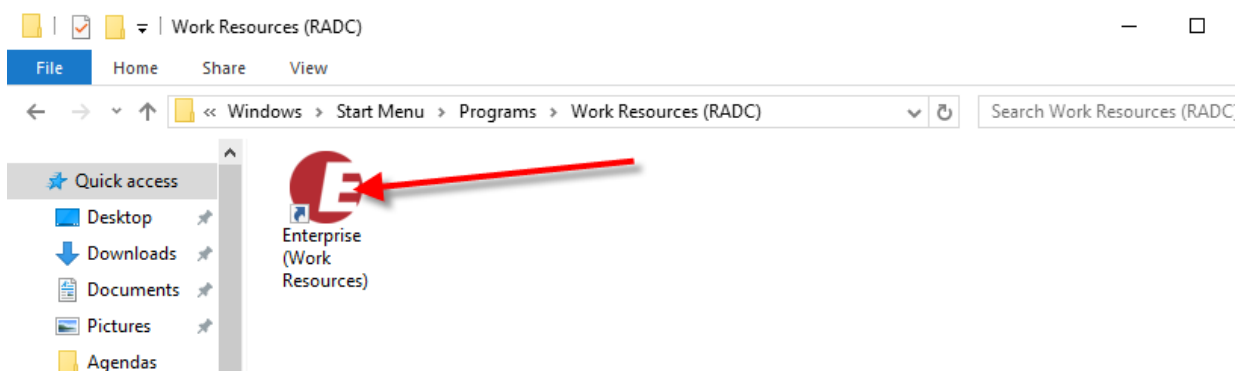 Work Resources (RADC)
File Home Share View
« Windows > Start Menu > Programs > Work Resources (RADC)
Search Work Resources (RADC)
Quick access
Desktop
Downloads
Documents
Pictures
Agendas
E
Enterprise
(Work
Resources)